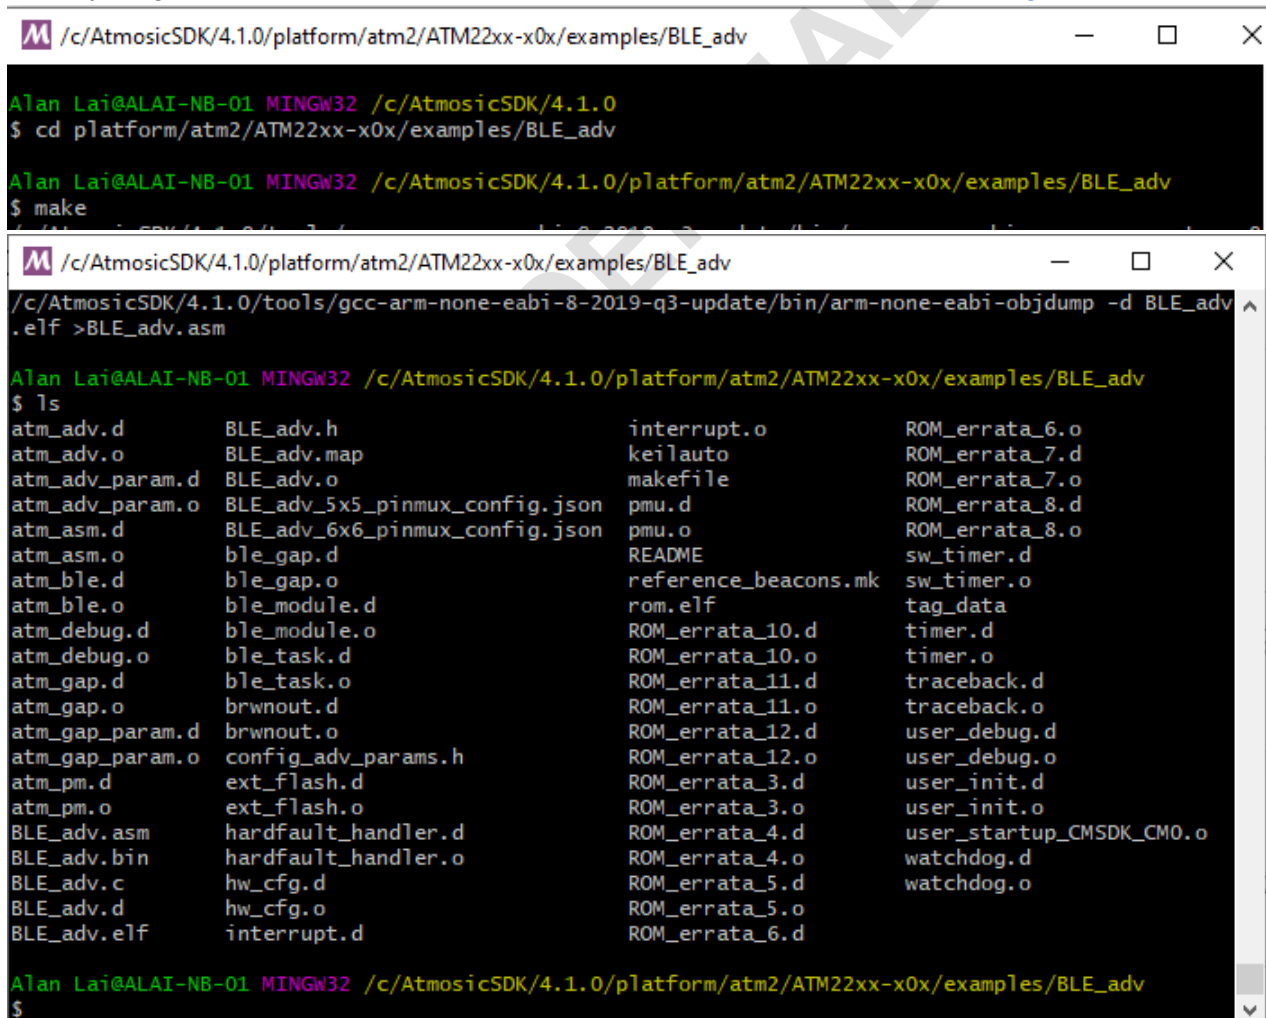 /c/AtmosicSDK/4.1.0/platform/atm2/ATM22xx-x0x/examples/BLE_adv
Alan Lai@ALAI-NB-01 MINGW32 /c/AtmosicSDK/4.1.0
$ cd platform/atm2/ATM22xx-x0x/examples/BLE_adv
Alan Lai@ALAI-NB-01 MINGW32 /c/AtmosicSDK/4.1.0/platform/atm2/ATM22xx-x0x/examples/BLE_adv
$ make
/c/AtmosicSDK/4.1.0/platform/atm2/ATM22xx-x0x/examples/BLE_adv
/c/AtmosicSDK/4.1.0/tools/gcc-arm-none-eabi-8-2019-q3-update/bin/arm-none-eabi-objdump -d BLE_adv
.elf >BLE_adv.asm
Alan Lai@ALAI-NB-01 MINGW32 /c/AtmosicSDK/4.1.0/platform/atm2/ATM22xx-x0x/examples/BLE_adv
$ ls
atm_adv.d BLE_adv.h interrupt.o ROM_errata_6.o
atm_adv.o BLE_adv.map keilauto ROM_errata_7.d
atm_adv_param.d BLE_adv.o makefile ROM_errata_7.o
atm_adv_param.o BLE_adv_5x5_pinmux_config.json pmu.d ROM_errata_8.d
atm_asm.d BLE_adv_6x6_pinmux_config.json pmu.o ROM_errata_8.o
atm_asm.o ble_gap.d README sw_timer.d
atm_ble.d ble_gap.o reference_beacons.mk sw_timer.o
atm_ble.o ble_module.d rom.elf tag_data
atm_debug.d ble_module.o ROM_errata_10.d timer.d
atm_debug.o ble_task.d ROM_errata_10.o timer.o
atm_gap.d ble_task.o ROM_errata_11.d traceback.d
atm_gap.o brwnout.d ROM_errata_11.o traceback.o
atm_gap_param.d brwnout.o ROM_errata_12.d user_debug.d
atm_gap_param.o config_adv_params.h ROM_errata_12.o user_debug.o
atm_pm.d ext_flash.d ROM_errata_3.d user_init.d
atm_pm.o ext_flash.o ROM_errata_3.o user_init.o
BLE_adv.asm hardfault_handler.d ROM_errata_4.d user_startup_CMSDK_CM0.o
BLE_adv.bin hardfault_handler.o ROM_errata_4.o watchdog.d
BLE_adv.c hw_cfg.d ROM_errata_5.d watchdog.o
BLE_adv.d hw_cfg.o ROM_errata_5.o
BLE_adv.elf interrupt.d ROM_errata_6.d
Alan Lai@ALAI-NB-01 MINGW32 /c/AtmosicSDK/4.1.0/platform/atm2/ATM22xx-x0x/examples/BLE_adv
$